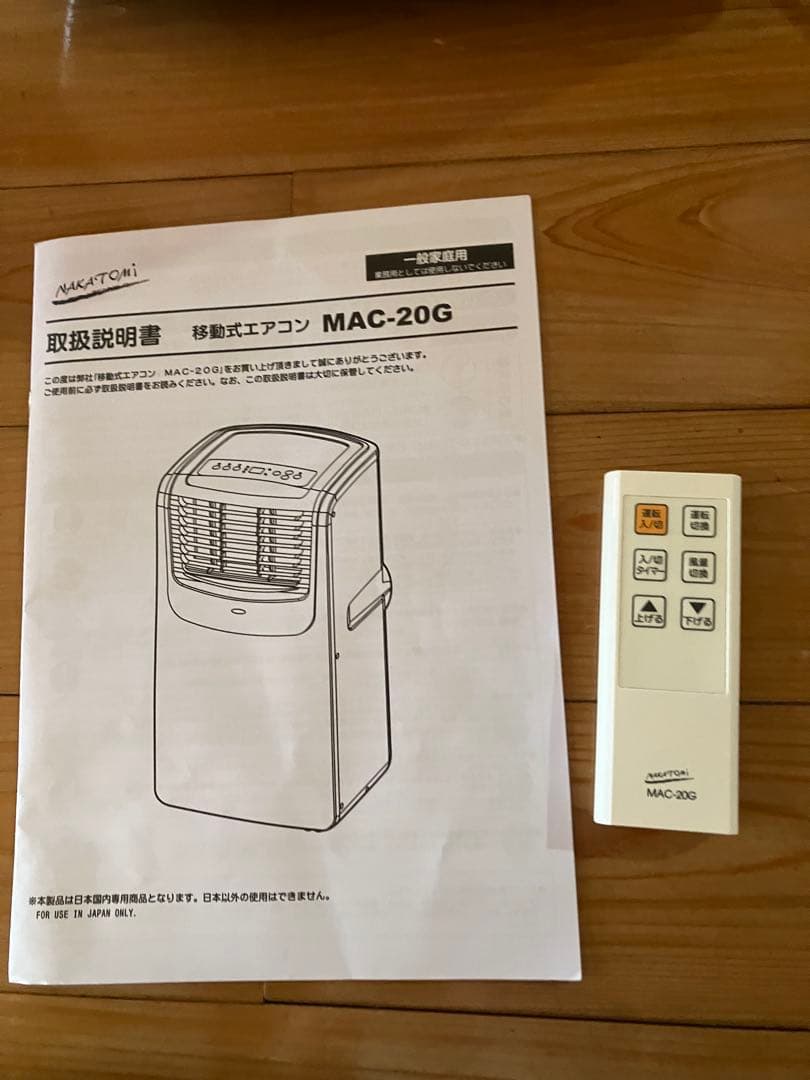 NAKATOMI
一般家庭用
業務用としては使用しないでください
取扱説明書 移動式エアコン MAC-20G
この度は弊社「移動式エアコン MAC-20G」をお買い上げ頂きまして誠にありがとうございます。
ご使用前に必ず取扱説明書をお読みください。なお、この取扱説明書は大切に保管してください。
※本製品は日本国内専用商品となります。日本以外の使用はできません。
FOR USE IN JAPAN ONLY.
運転
入/切
運転
切換
入/切
タイマー
風量
切換
▲
上げる
▼
下げる
NAKATOMI
MAC-20G